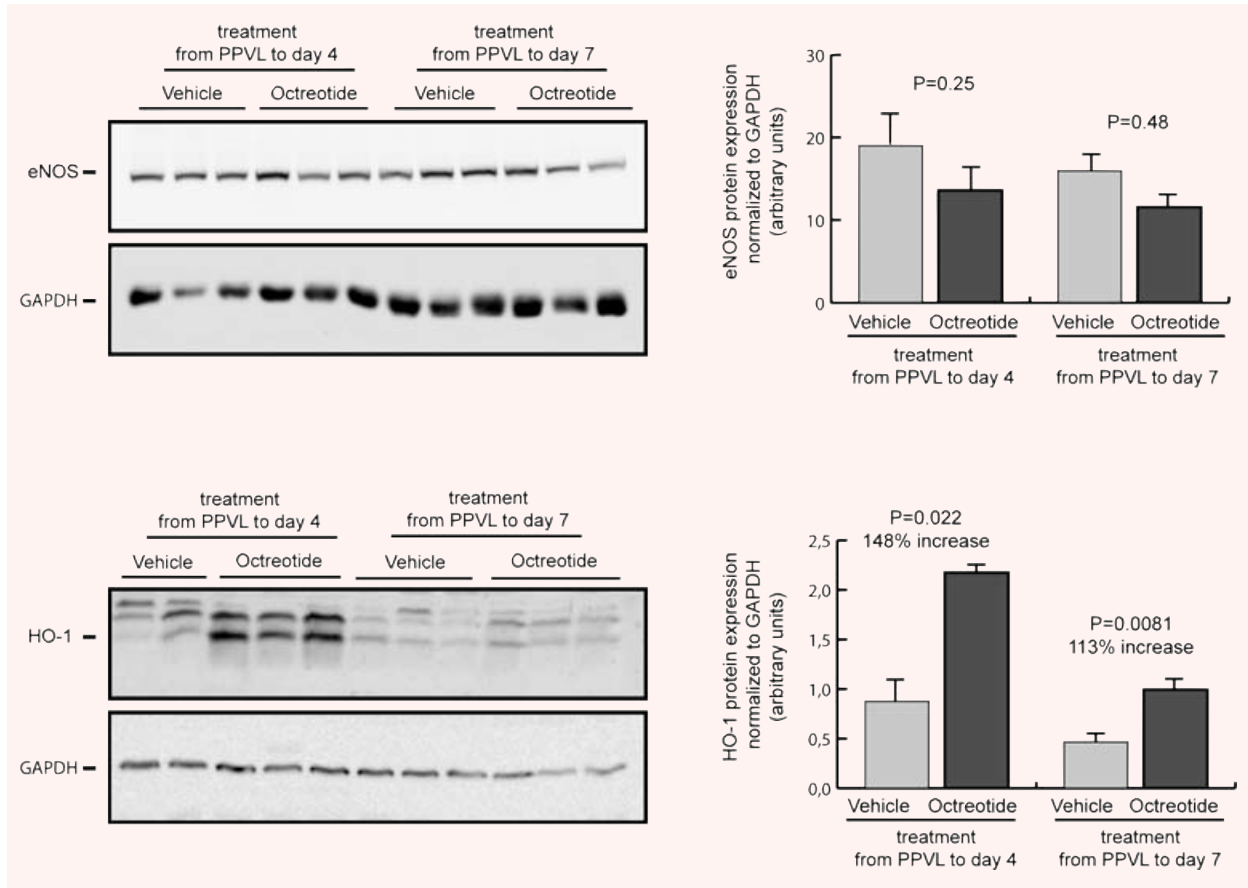 treatment
from PPVL to day 4
treatment
from PPVL to day 7
Vehicle
Octreotide
Vehicle
Octreotide
eNOS
GAPDH
eNOS protein expression
normalized to GAPDH
(arbitrary units)
30
20
10
0
P=0.25
P=0.48
Vehicle
Octreotide
Vehicle
Octreotide
treatment
from PPVL to day 4
treatment
from PPVL to day 7
treatment
from PPVL to day 4
treatment
from PPVL to day 7
Vehicle
Octreotide
Vehicle
Octreotide
HO-1
GAPDH
HO-1 protein expression
normalized to GAPDH
(arbitrary units)
2,5
2,0
1,5
1,0
0,5
0,0
P=0.022
148% increase
P=0.0081
113% increase
Vehicle
Octreotide
Vehicle
Octreotide
treatment
from PPVL to day 4
treatment
from PPVL to day 7